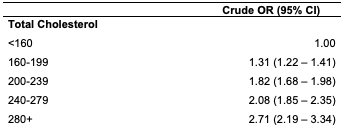 Crude OR (95% CI)
Total Cholesterol
<160 1.00
160-199 1.31 (1.22 – 1.41)
200-239 1.82 (1.68 – 1.98)
240-279 2.08 (1.85 – 2.35)
280+ 2.71 (2.19 – 3.34)